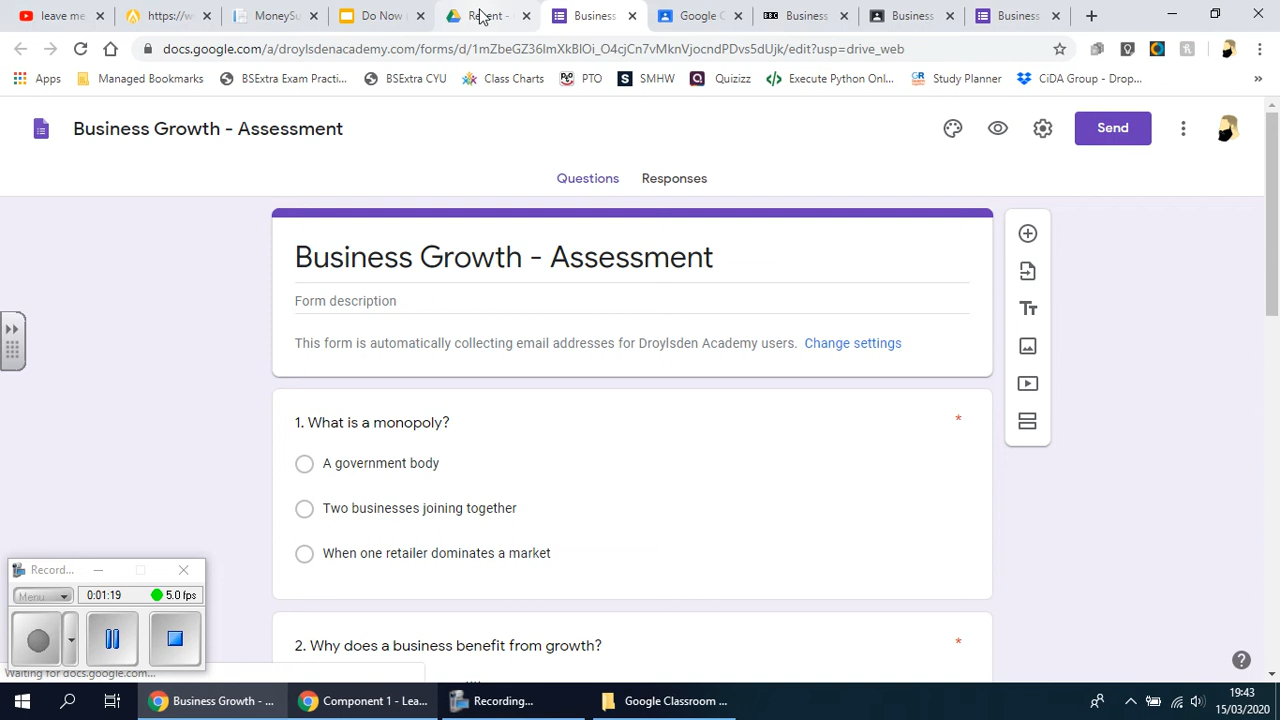 leave me
https://
MoneyS
Do Now
Recent -
Business
Google
BBC Business
Business
Business
docs.google.com/a/droylsdenacademy.com/forms/d/1mZbeGZ36lmXkBlOi_O4cjCn7vMknVjocndPDvs5dUjk/edit?usp=drive_web
Apps Managed Bookmarks BSExtra Exam Practi... BSExtra CYU Class Charts PTO S SMHW Quizizz Execute Python Onl... GR Study Planner CiDA Group - Drop... »
Business Growth - Assessment
Send
Questions Responses
Business Growth - Assessment
Form description
This form is automatically collecting email addresses for Droylsden Academy users. Change settings
1. What is a monopoly? *
A government body
Two businesses joining together
When one retailer dominates a market
2. Why does a business benefit from growth? *
Record...
Menu 0:01:19 5.0 fps
Waiting for docs.google.com...
Business Growth - ... Component 1 - Lea... Recording... Google Classroom ...
19:43
15/03/2020